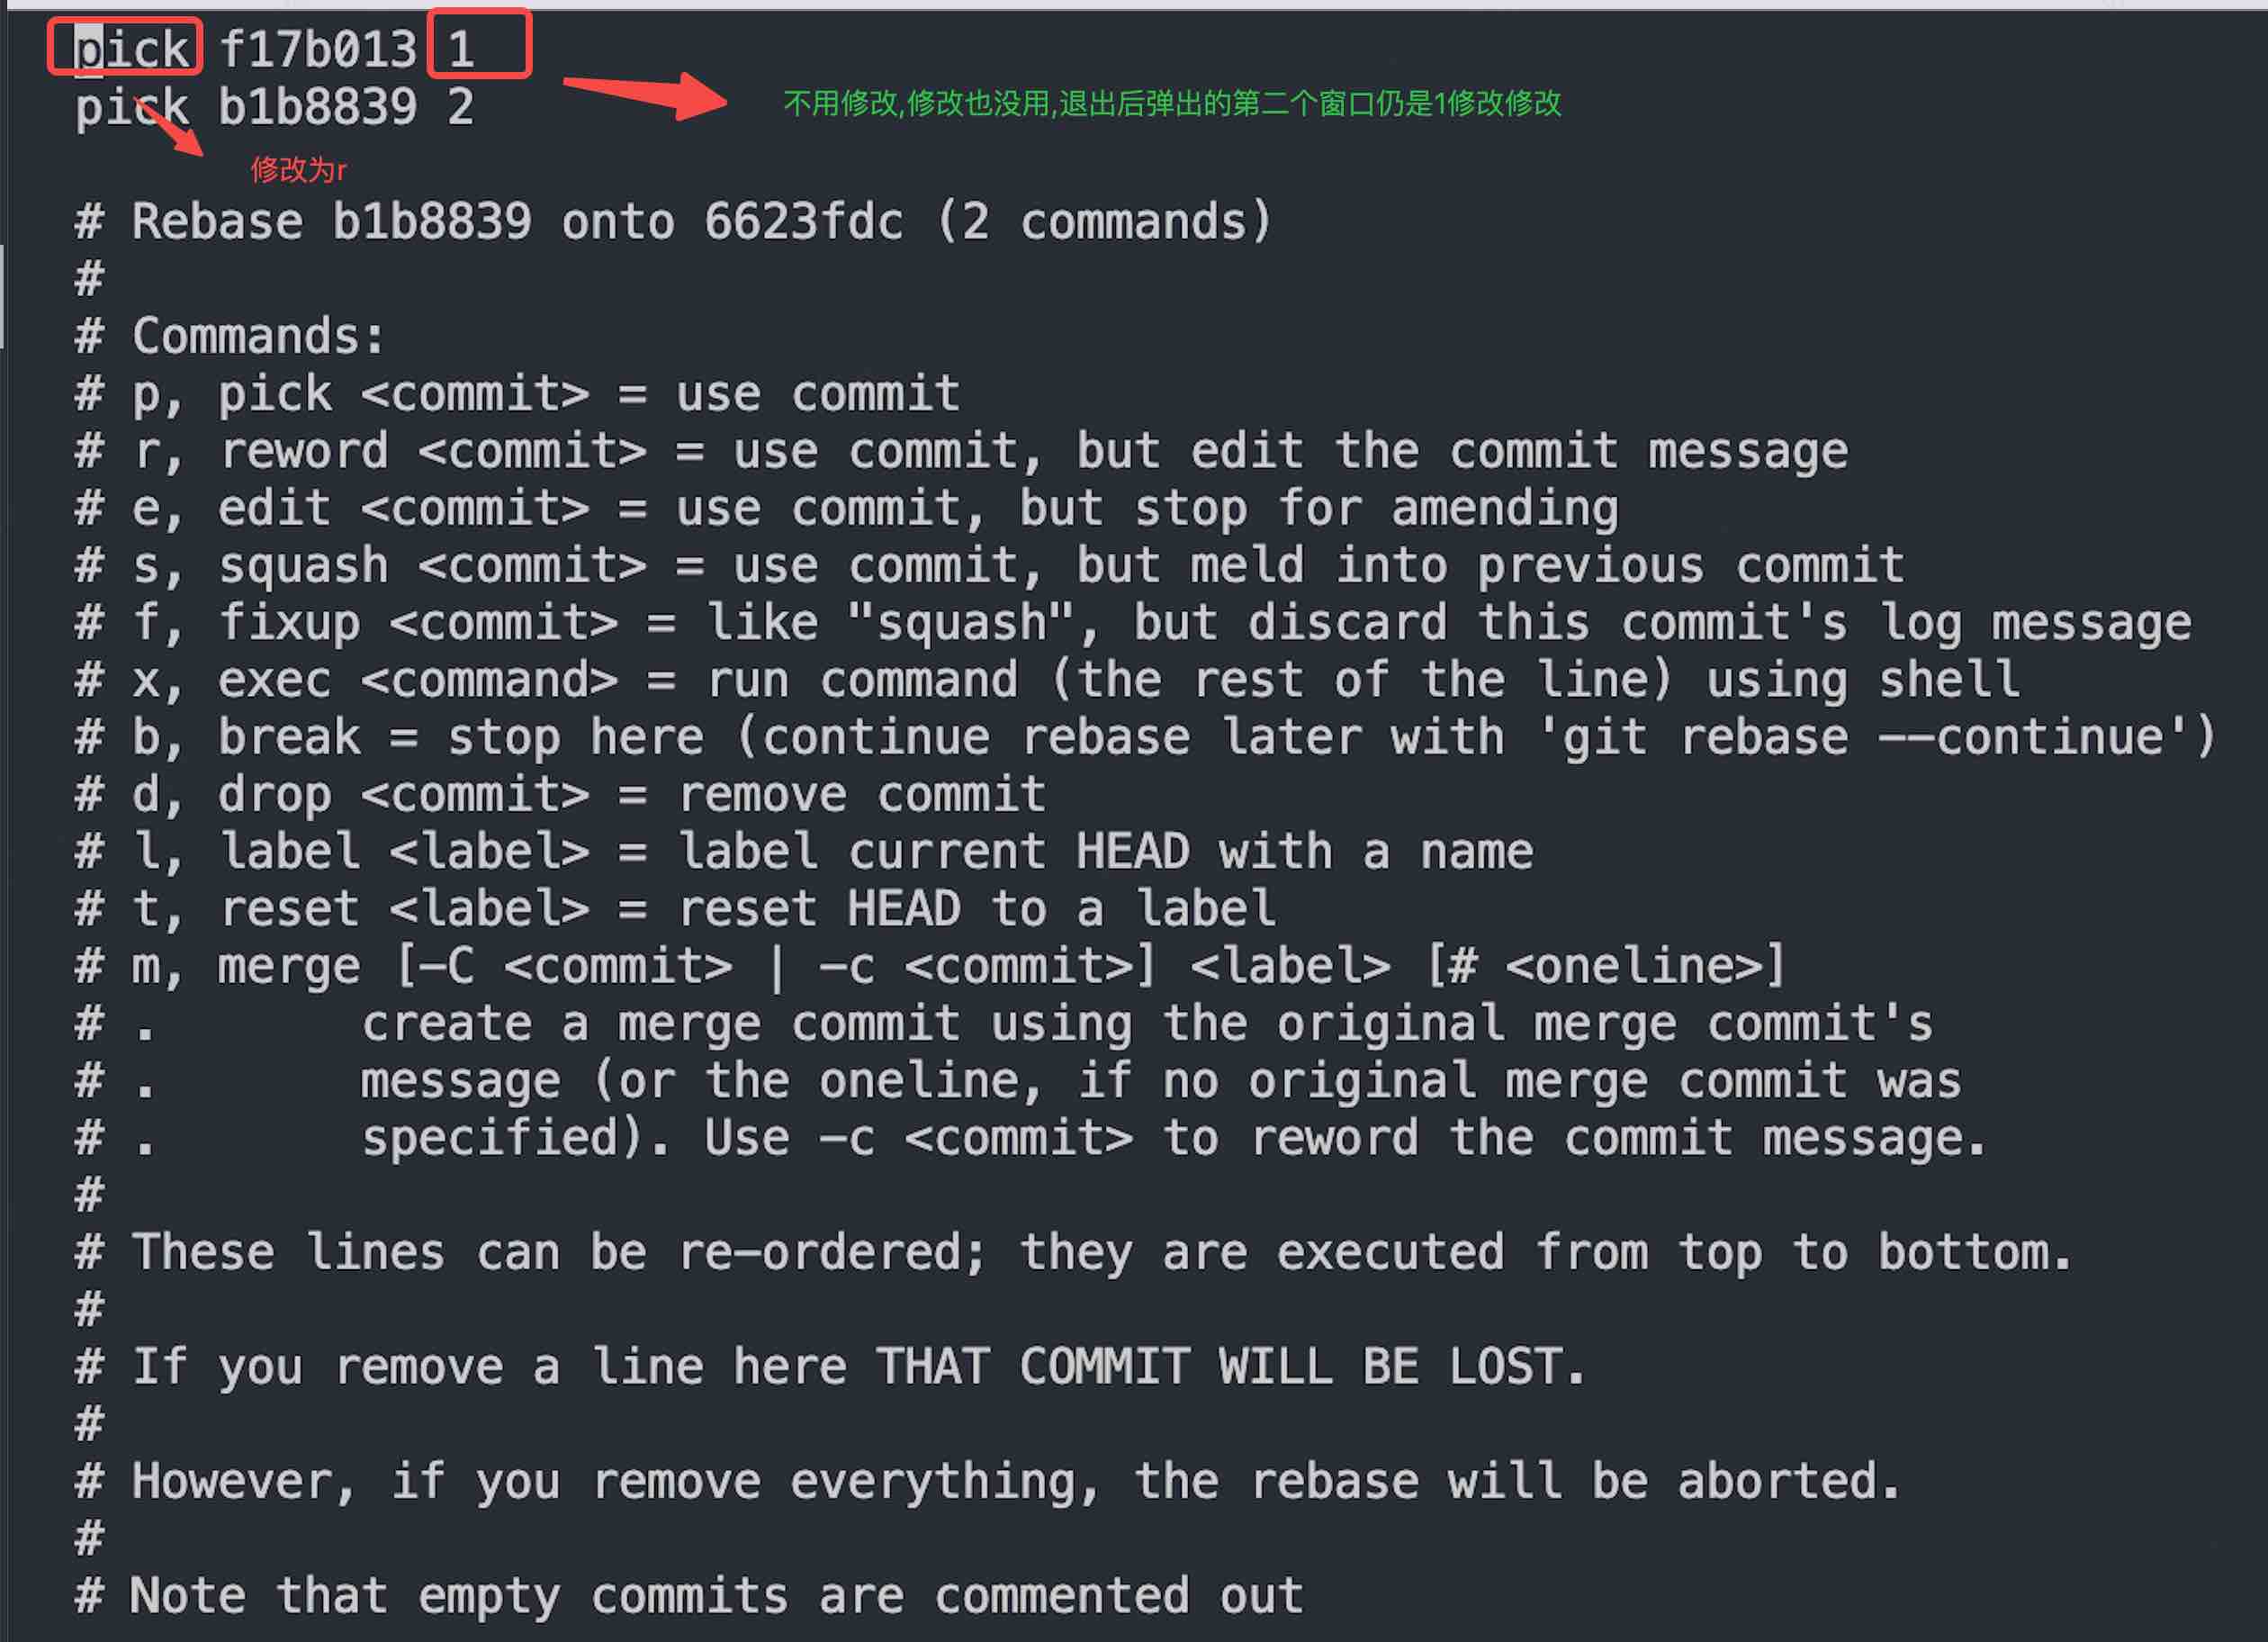 pick f17b013 1
pick b1b8839 2
不用修改,修改也没用,退出后弹出的第二个窗口仍是1修改修改
修改为r
# Rebase b1b8839 onto 6623fdc (2 commands)
#
# Commands:
# p, pick <commit> = use commit
# r, reword <commit> = use commit, but edit the commit message
# e, edit <commit> = use commit, but stop for amending
# s, squash <commit> = use commit, but meld into previous commit
# f, fixup <commit> = like "squash", but discard this commit's log message
# x, exec <command> = run command (the rest of the line) using shell
# b, break = stop here (continue rebase later with 'git rebase --continue')
# d, drop <commit> = remove commit
# l, label <label> = label current HEAD with a name
# t, reset <label> = reset HEAD to a label
# m, merge [-C <commit> | -c <commit>] <label> [# <oneline>]
# .       create a merge commit using the original merge commit's
# .       message (or the oneline, if no original merge commit was
# .       specified). Use -c <commit> to reword the commit message.
#
# These lines can be re-ordered; they are executed from top to bottom.
#
# If you remove a line here THAT COMMIT WILL BE LOST.
#
# However, if you remove everything, the rebase will be aborted.
#
# Note that empty commits are commented out